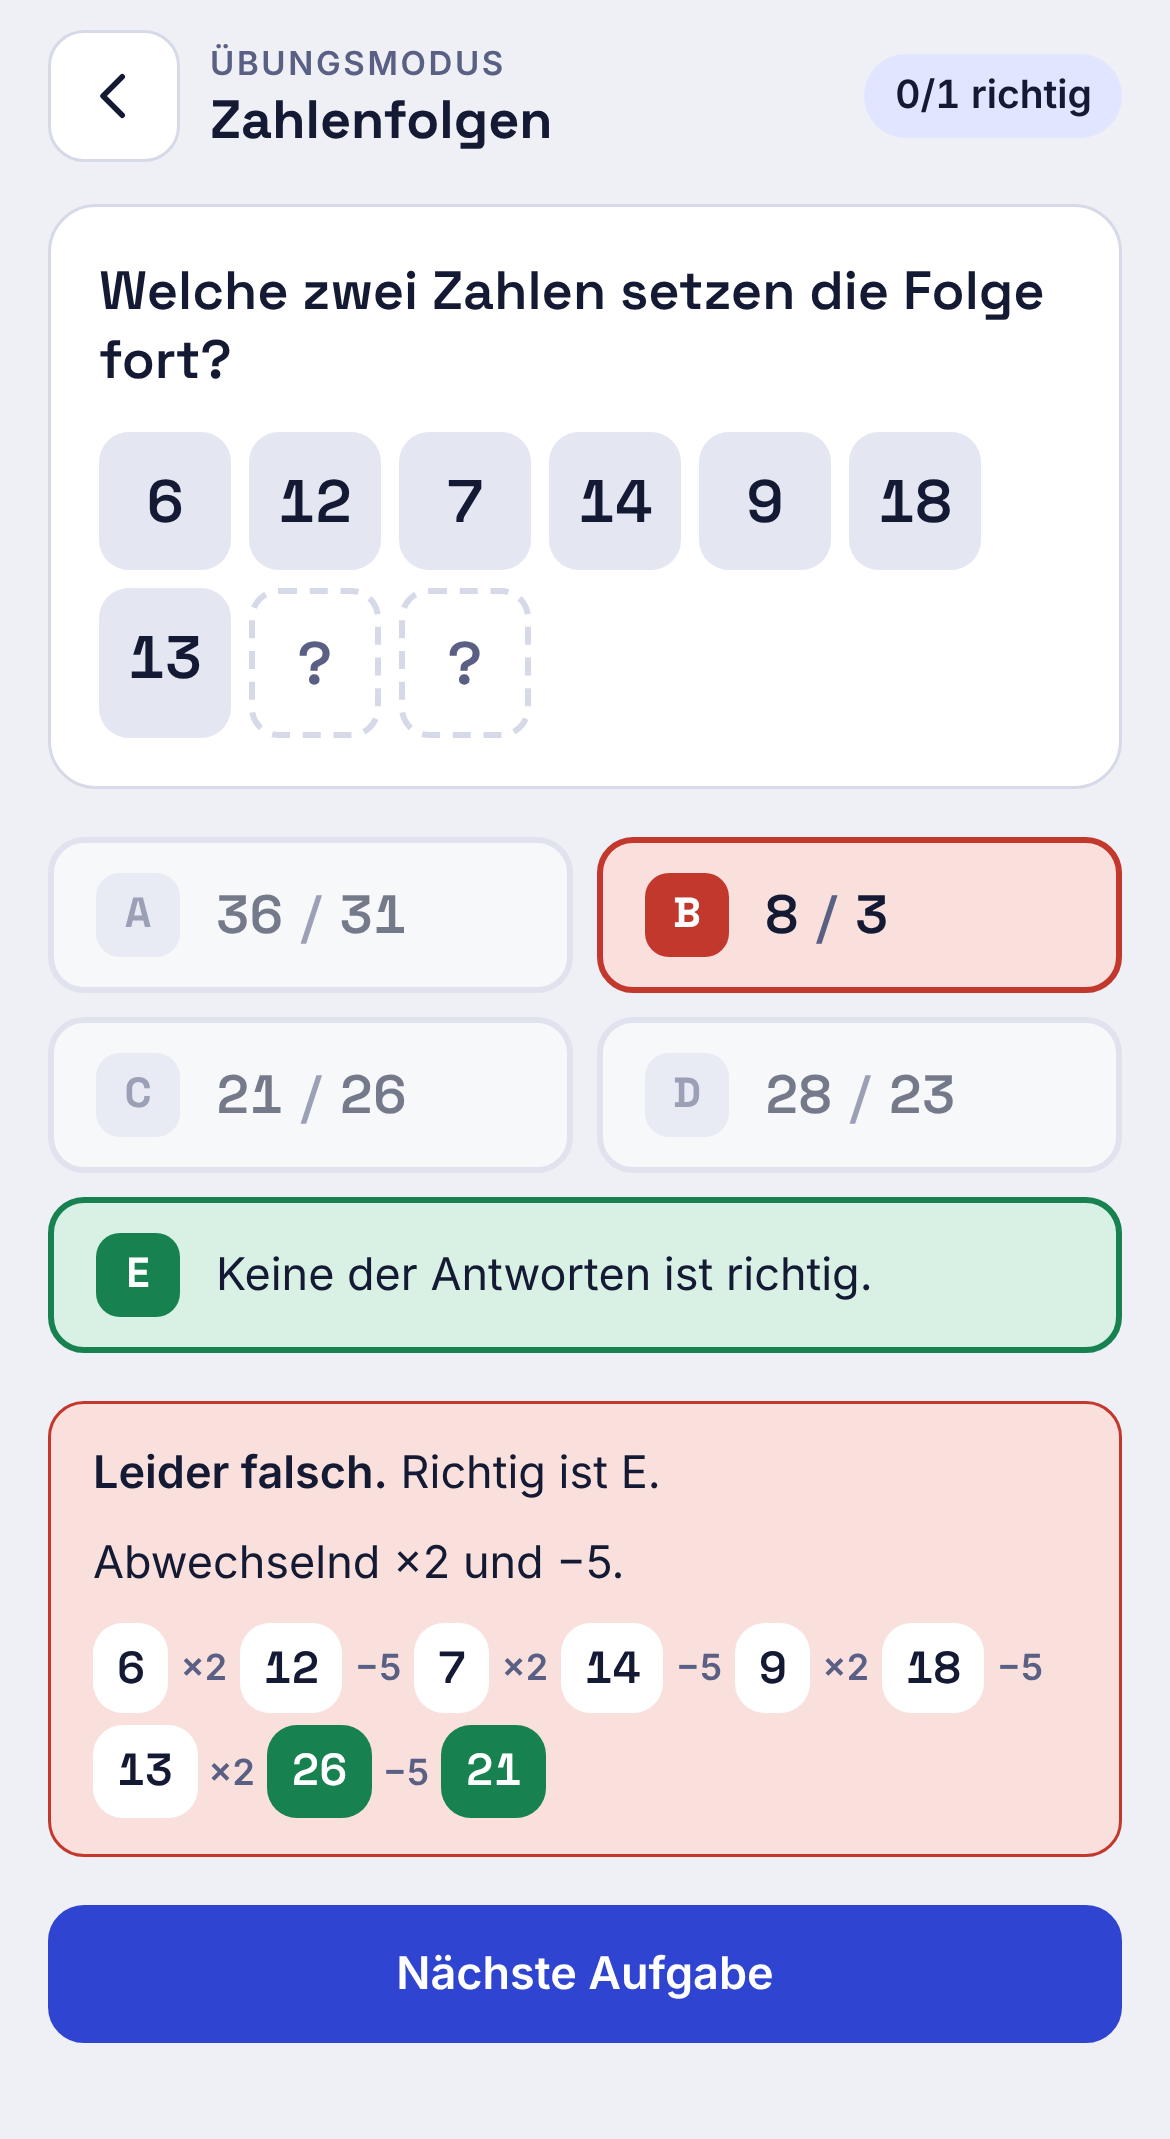 ÜBUNGSMODUS
Zahlenfolgen
0/1 richtig
Welche zwei Zahlen setzen die Folge
fort?
6 12 7 14 9 18
13 ? ?
A 36 / 31
B 8 / 3
C 21 / 26
D 28 / 23
E Keine der Antworten ist richtig.
Leider falsch. Richtig ist E.
Abwechselnd ×2 und −5.
6 ×2 12 −5 7 ×2 14 −5 9 ×2 18 −5
13 ×2 26 −5 21
Nächste Aufgabe